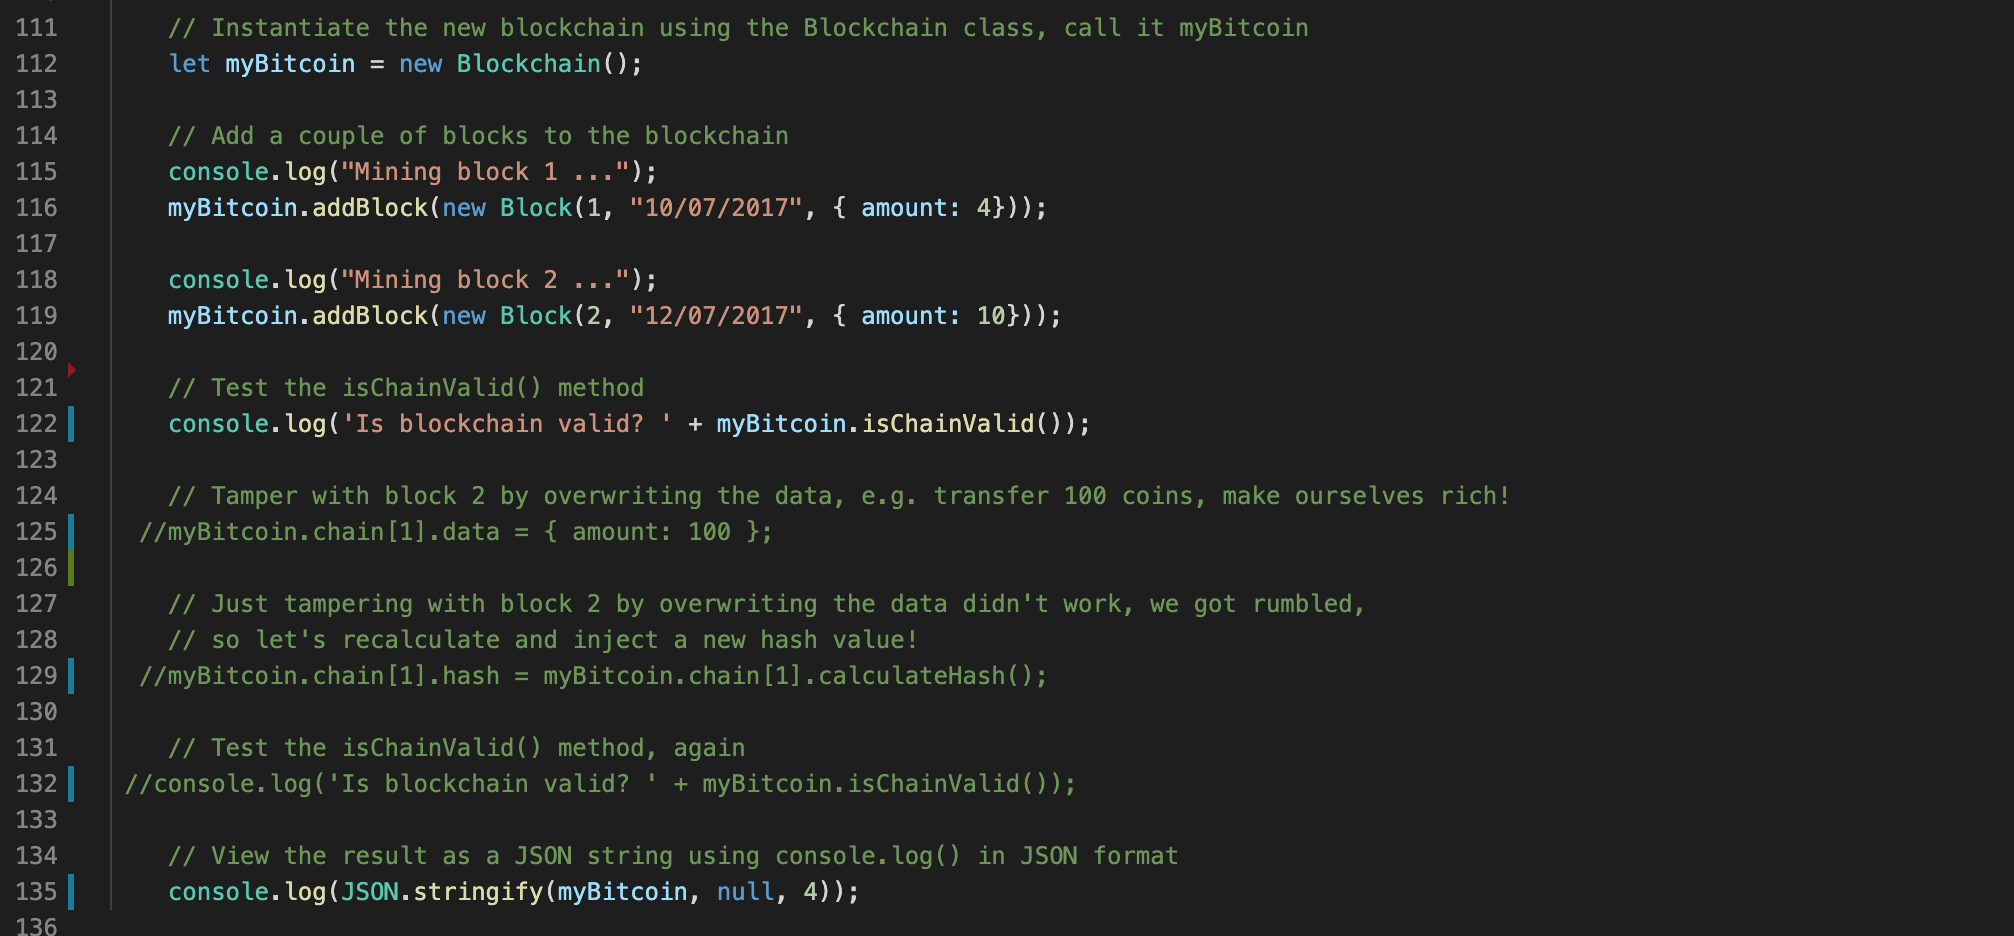 111 // Instantiate the new blockchain using the Blockchain class, call it myBitcoin
112 let myBitcoin = new Blockchain();
113
114 // Add a couple of blocks to the blockchain
115 console.log("Mining block 1 ...");
116 myBitcoin.addBlock(new Block(1, "10/07/2017", { amount: 4}));
117
118 console.log("Mining block 2 ...");
119 myBitcoin.addBlock(new Block(2, "12/07/2017", { amount: 10}));
120
121 // Test the isChainValid() method
122 console.log('Is blockchain valid? ' + myBitcoin.isChainValid());
123
124 // Tamper with block 2 by overwriting the data, e.g. transfer 100 coins, make ourselves rich!
125 //myBitcoin.chain[1].data = { amount: 100 };
126
127 // Just tampering with block 2 by overwriting the data didn't work, we got rumbled,
128 // so let's recalculate and inject a new hash value!
129 //myBitcoin.chain[1].hash = myBitcoin.chain[1].calculateHash();
130
131 // Test the isChainValid() method, again
132 //console.log('Is blockchain valid? ' + myBitcoin.isChainValid());
133
134 // View the result as a JSON string using console.log() in JSON format
135 console.log(JSON.stringify(myBitcoin, null, 4));
136